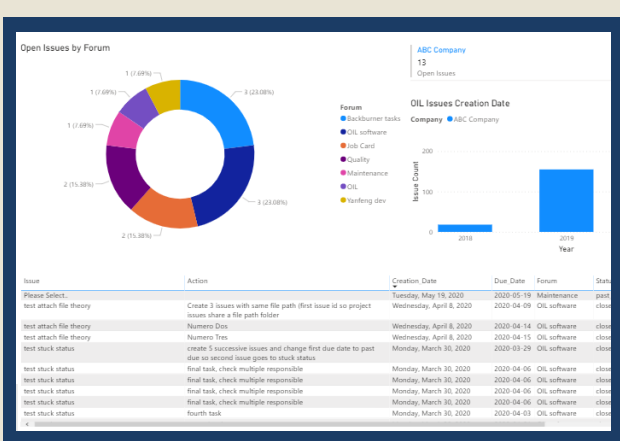 Open Issues by Forum
ABC Company
13
Open Issues
1 (7.69%)
1 (7.69%)
1 (7.69%)
2 (15.38%)
2 (15.38%)
3 (23.08%)
3 (23.08%)
Forum
Backburner tasks
OIL software
Job Card
Quality
Maintenance
OIL
Yanfeng dev
OIL Issues Creation Date
Company ABC Company
Issue Count
200
100
0
2018 2019
Year
Issue Action Creation_Date Due_Date Forum Statu
Please Select.. Tuesday, May 19, 2020 2020-05-19 Maintenance past
test attach file theory Create 3 issues with same file path (first issue id so project Wednesday, April 8, 2020 2020-04-09 OIL software close
issues share a file path folder
test attach file theory Numero Dos Wednesday, April 8, 2020 2020-04-14 OIL software close
test attach file theory Numero Tres Wednesday, April 8, 2020 2020-04-15 OIL software close
test stuck status create 5 successive issues and change first due date to past Monday, March 30, 2020 2020-03-29 OIL software close
due so second issue goes to stuck status
test stuck status final task, check multiple responsible Monday, March 30, 2020 2020-04-06 OIL software close
test stuck status final task, check multiple responsible Monday, March 30, 2020 2020-04-06 OIL software close
test stuck status final task, check multiple responsible Monday, March 30, 2020 2020-04-06 OIL software close
test stuck status final task, check multiple responsible Monday, March 30, 2020 2020-04-06 OIL software close
test stuck status fourth task Monday, March 30, 2020 2020-04-03 OIL software close